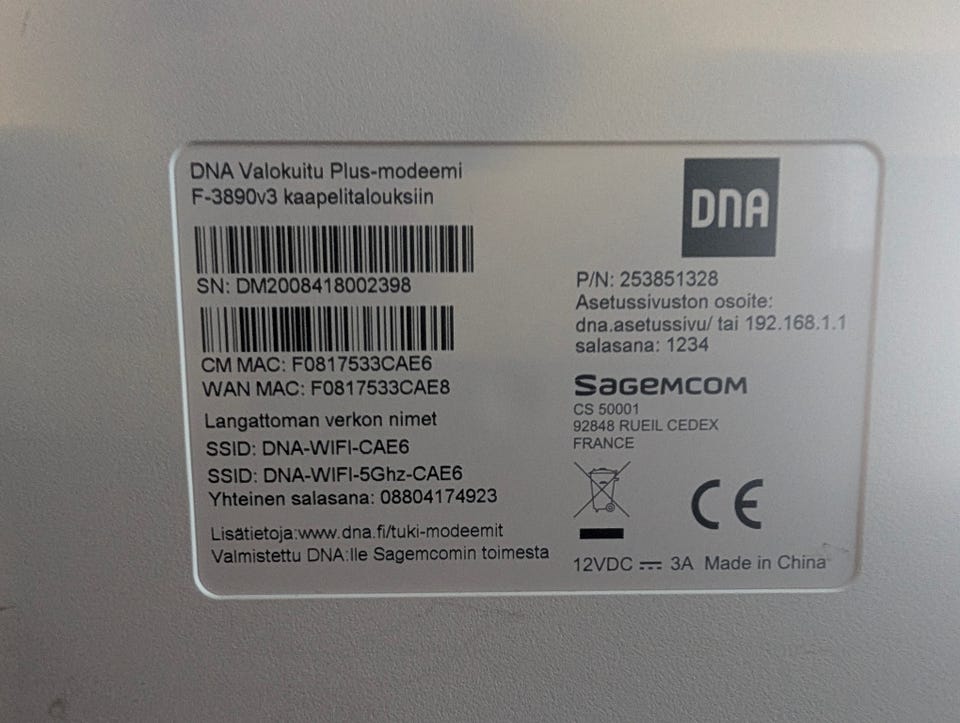 DNA Valokuitu Plus-modeemi
F-3890v3 kaapelitalouksiin
SN: DM2008418002398
CM MAC: F0817533CAE6
WAN MAC: F0817533CAE8
Langattoman verkon nimet
SSID: DNA-WIFI-CAE6
SSID: DNA-WIFI-5Ghz-CAE6
Yhteinen salasana: 08804174923
Lisätietoja:www.dna.fi/tuki-modeemit
Valmistettu DNA:lle Sagemcomin toimesta
DNA
P/N: 253851328
Asetussivuston osoite:
dna.asetussivu/ tai 192.168.1.1
salasana: 1234
SAGEMCOM
CS 50001
92848 RUEIL CEDEX
FRANCE
CE
12VDC ⎓ 3A Made in China